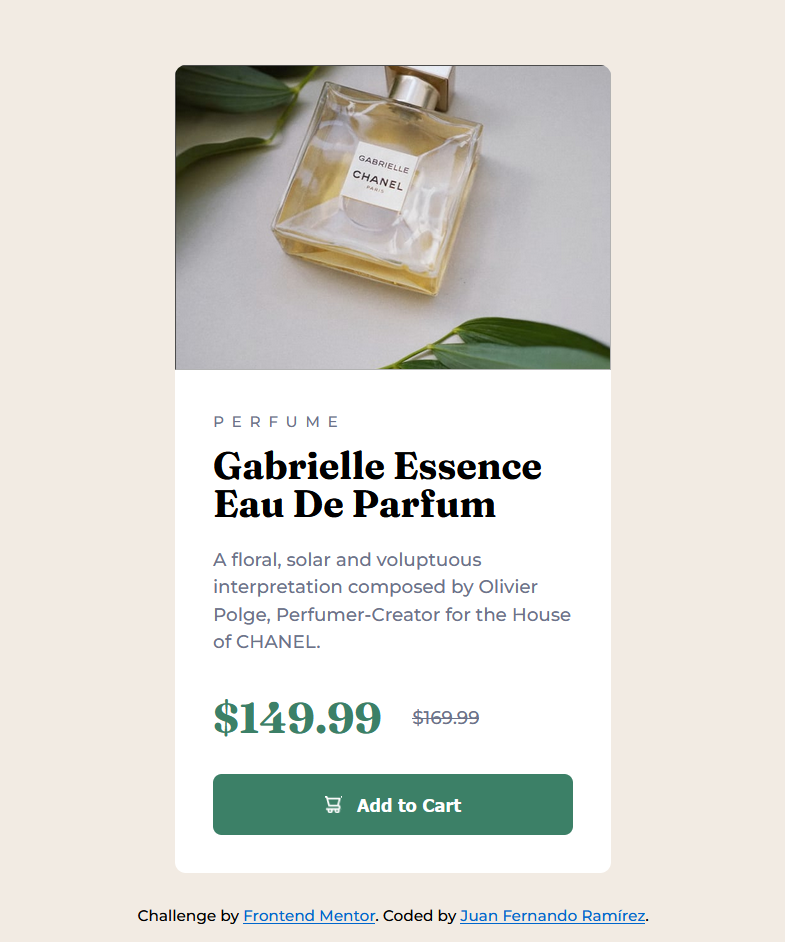 GABRIELLE
CHANEL
PARIS
PERFUME
Gabrielle Essence
Eau De Parfum
A floral, solar and voluptuous
interpretation composed by Olivier
Polge, Perfumer-Creator for the House
of CHANEL.
$149.99 $169.99
Add to Cart
Challenge by Frontend Mentor. Coded by Juan Fernando Ramírez.